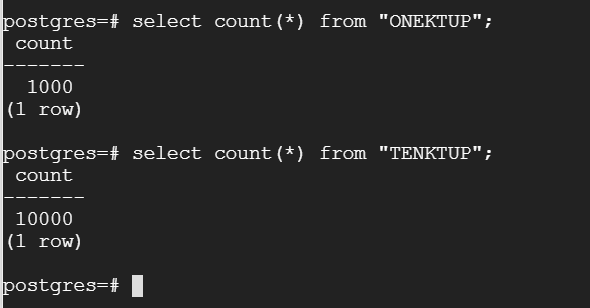 postgres=# select count(*) from "ONEKTUP";
 count
-------
  1000
(1 row)

postgres=# select count(*) from "TENKTUP";
 count
-------
 10000
(1 row)

postgres=#